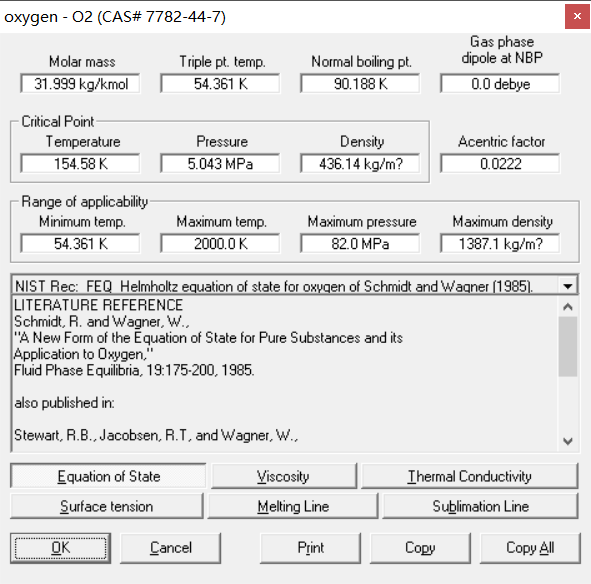 oxygen - O2 (CAS# 7782-44-7)
Molar mass
Triple pt. temp.
Normal boiling pt.
Gas phase
dipole at NBP
31.999 kg/kmol
54.361 K
90.188 K
0.0 debye
Critical Point
Temperature
Pressure
Density
Acentric factor
154.58 K
5.043 MPa
436.14 kg/m?
0.0222
Range of applicability
Minimum temp.
Maximum temp.
Maximum pressure
Maximum density
54.361 K
2000.0 K
82.0 MPa
1387.1 kg/m?
NIST Rec: FEQ Helmholtz equation of state for oxygen of Schmidt and Wagner (1985).
LITERATURE REFERENCE
Schmidt, R. and Wagner, W.,
"A New Form of the Equation of State for Pure Substances and its
Application to Oxygen,"
Fluid Phase Equilibria, 19:175-200, 1985.
also published in:
Stewart, R.B., Jacobsen, R.T, and Wagner, W.,
Equation of State
Viscosity
Thermal Conductivity
Surface tension
Melting Line
Sublimation Line
OK
Cancel
Print
Copy
Copy All